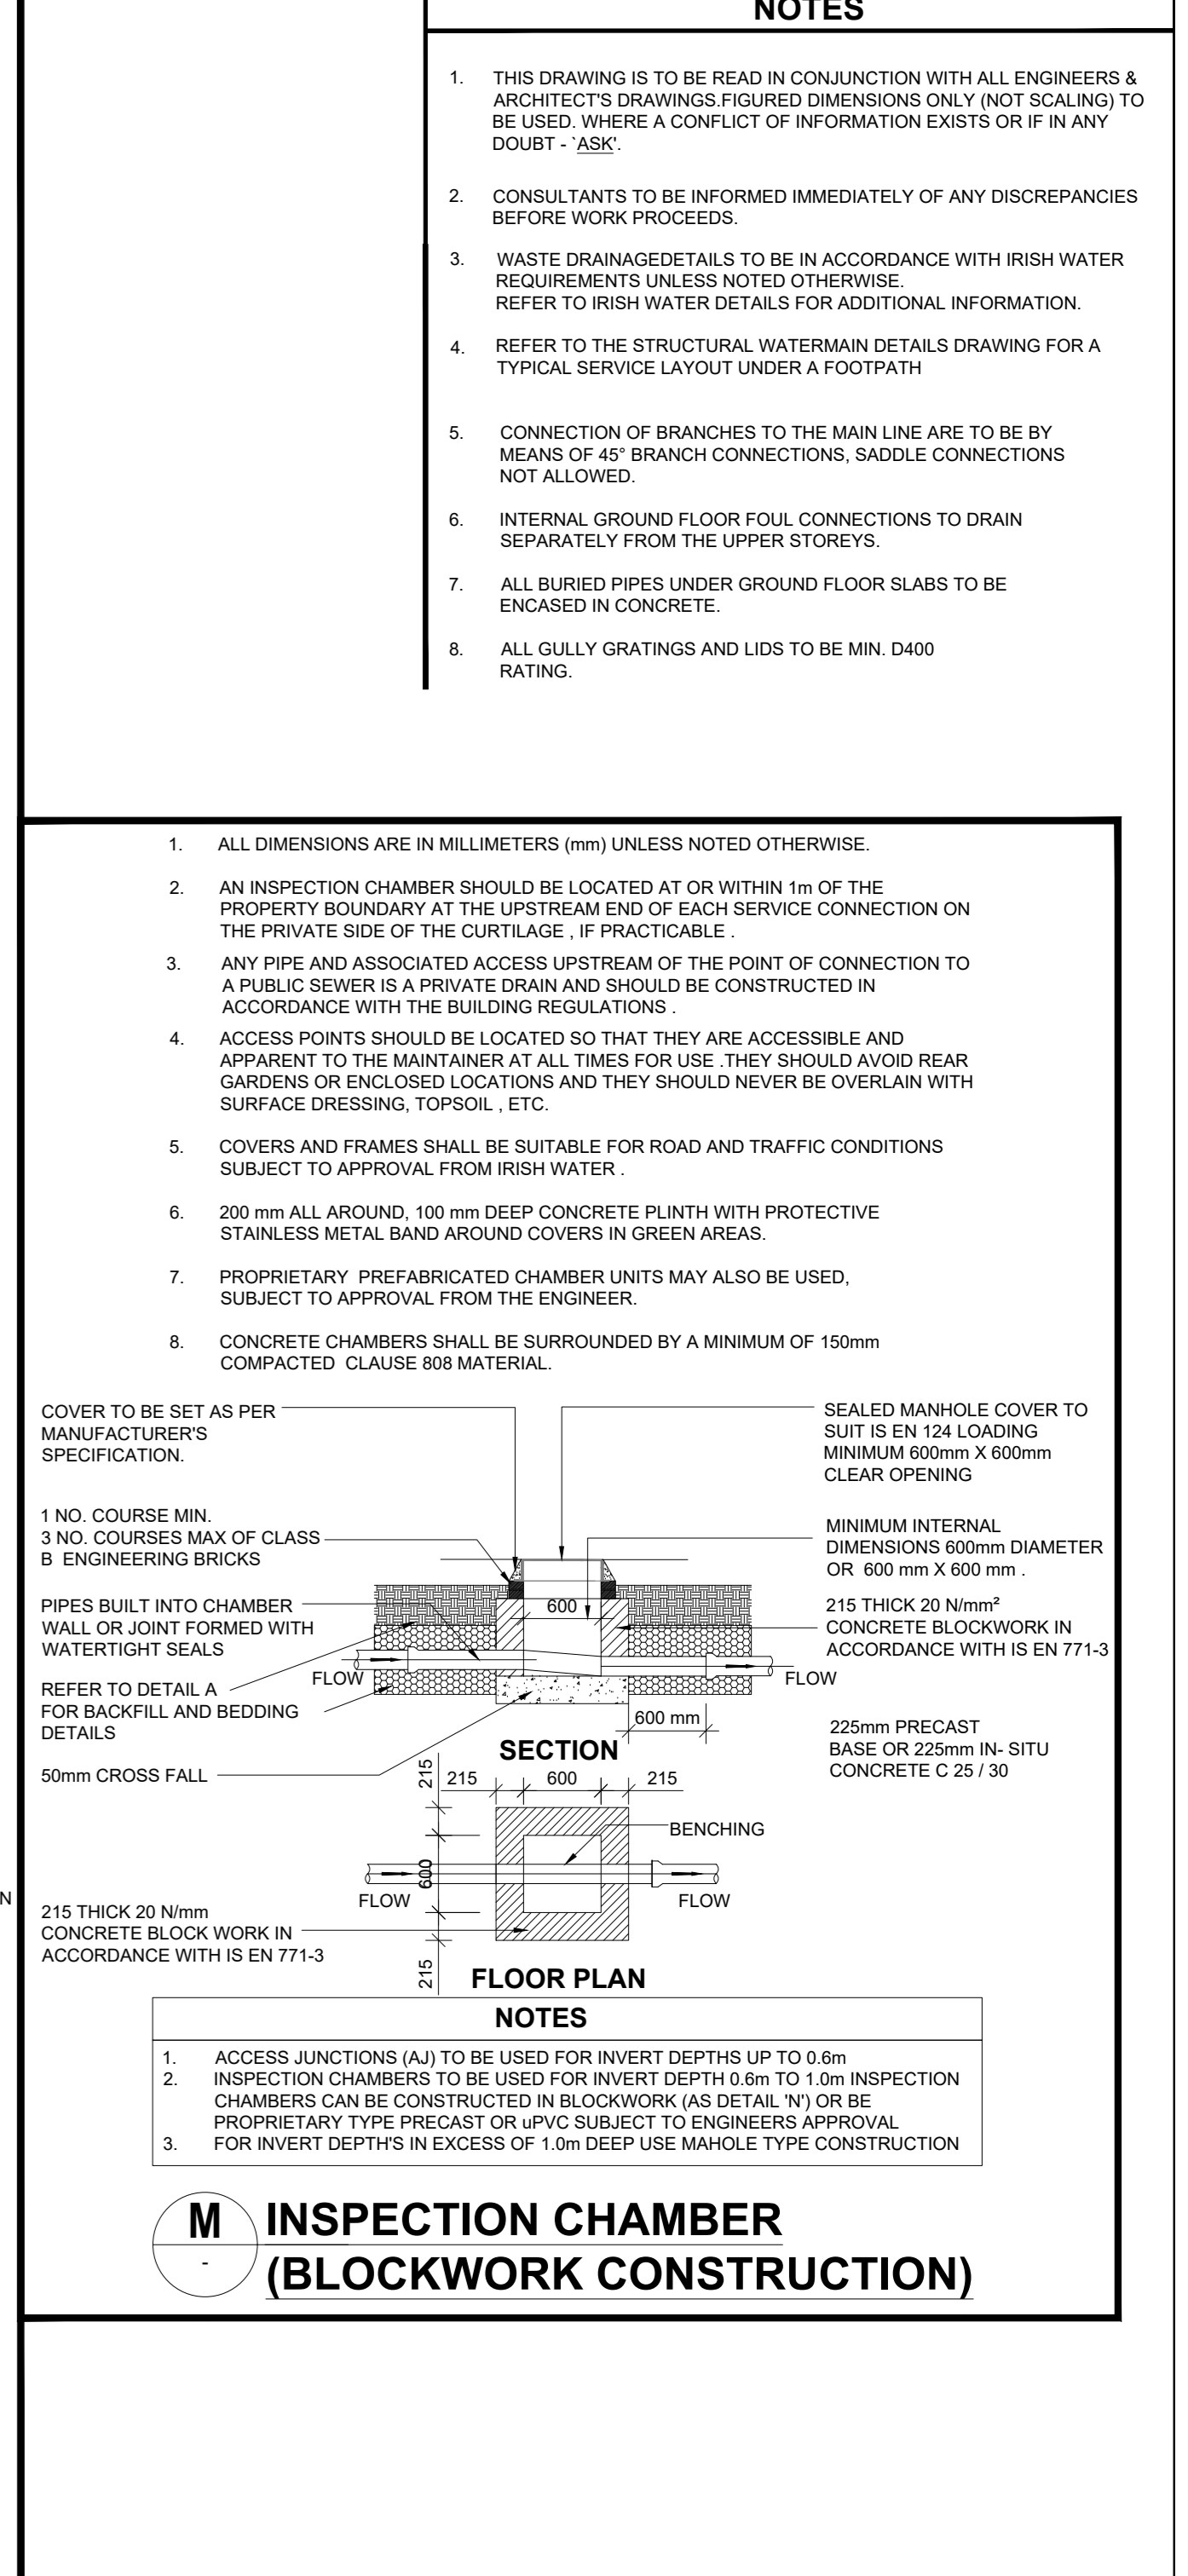 NOTES
1. THIS DRAWING IS TO BE READ IN CONJUNCTION WITH ALL ENGINEERS &
ARCHITECT'S DRAWINGS.FIGURED DIMENSIONS ONLY (NOT SCALING) TO
BE USED. WHERE A CONFLICT OF INFORMATION EXISTS OR IF IN ANY
DOUBT - `ASK'.
2. CONSULTANTS TO BE INFORMED IMMEDIATELY OF ANY DISCREPANCIES
BEFORE WORK PROCEEDS.
3. WASTE DRAINAGEDETAILS TO BE IN ACCORDANCE WITH IRISH WATER
REQUIREMENTS UNLESS NOTED OTHERWISE.
REFER TO IRISH WATER DETAILS FOR ADDITIONAL INFORMATION.
4. REFER TO THE STRUCTURAL WATERMAIN DETAILS DRAWING FOR A
TYPICAL SERVICE LAYOUT UNDER A FOOTPATH
5. CONNECTION OF BRANCHES TO THE MAIN LINE ARE TO BE BY
MEANS OF 45° BRANCH CONNECTIONS, SADDLE CONNECTIONS
NOT ALLOWED.
6. INTERNAL GROUND FLOOR FOUL CONNECTIONS TO DRAIN
SEPARATELY FROM THE UPPER STOREYS.
7. ALL BURIED PIPES UNDER GROUND FLOOR SLABS TO BE
ENCASED IN CONCRETE.
8. ALL GULLY GRATINGS AND LIDS TO BE MIN. D400
RATING.
1. ALL DIMENSIONS ARE IN MILLIMETERS (mm) UNLESS NOTED OTHERWISE.
2. AN INSPECTION CHAMBER SHOULD BE LOCATED AT OR WITHIN 1m OF THE
PROPERTY BOUNDARY AT THE UPSTREAM END OF EACH SERVICE CONNECTION ON
THE PRIVATE SIDE OF THE CURTILAGE , IF PRACTICABLE .
3. ANY PIPE AND ASSOCIATED ACCESS UPSTREAM OF THE POINT OF CONNECTION TO
A PUBLIC SEWER IS A PRIVATE DRAIN AND SHOULD BE CONSTRUCTED IN
ACCORDANCE WITH THE BUILDING REGULATIONS .
4. ACCESS POINTS SHOULD BE LOCATED SO THAT THEY ARE ACCESSIBLE AND
APPARENT TO THE MAINTAINER AT ALL TIMES FOR USE .THEY SHOULD AVOID REAR
GARDENS OR ENCLOSED LOCATIONS AND THEY SHOULD NEVER BE OVERLAIN WITH
SURFACE DRESSING, TOPSOIL , ETC.
5. COVERS AND FRAMES SHALL BE SUITABLE FOR ROAD AND TRAFFIC CONDITIONS
SUBJECT TO APPROVAL FROM IRISH WATER .
6. 200 mm ALL AROUND, 100 mm DEEP CONCRETE PLINTH WITH PROTECTIVE
STAINLESS METAL BAND AROUND COVERS IN GREEN AREAS.
7. PROPRIETARY PREFABRICATED CHAMBER UNITS MAY ALSO BE USED,
SUBJECT TO APPROVAL FROM THE ENGINEER.
8. CONCRETE CHAMBERS SHALL BE SURROUNDED BY A MINIMUM OF 150mm
COMPACTED CLAUSE 808 MATERIAL.
COVER TO BE SET AS PER
MANUFACTURER'S
SPECIFICATION.
1 NO. COURSE MIN.
3 NO. COURSES MAX OF CLASS
B ENGINEERING BRICKS
PIPES BUILT INTO CHAMBER
WALL OR JOINT FORMED WITH
WATERTIGHT SEALS
REFER TO DETAIL A
FOR BACKFILL AND BEDDING
DETAILS
50mm CROSS FALL
SEALED MANHOLE COVER TO
SUIT IS EN 124 LOADING
MINIMUM 600mm X 600mm
CLEAR OPENING
MINIMUM INTERNAL
DIMENSIONS 600mm DIAMETER
OR 600 mm X 600 mm .
215 THICK 20 N/mm²
CONCRETE BLOCKWORK IN
ACCORDANCE WITH IS EN 771-3
225mm PRECAST
BASE OR 225mm IN- SITU
CONCRETE C 25 / 30
600
FLOW
FLOW
600 mm
SECTION
215
215
600
215
BENCHING
600
FLOW
FLOW
N
215 THICK 20 N/mm
CONCRETE BLOCK WORK IN
ACCORDANCE WITH IS EN 771-3
215
FLOOR PLAN
NOTES
1. ACCESS JUNCTIONS (AJ) TO BE USED FOR INVERT DEPTHS UP TO 0.6m
2. INSPECTION CHAMBERS TO BE USED FOR INVERT DEPTH 0.6m TO 1.0m INSPECTION
CHAMBERS CAN BE CONSTRUCTED IN BLOCKWORK (AS DETAIL 'N') OR BE
PROPRIETARY TYPE PRECAST OR uPVC SUBJECT TO ENGINEERS APPROVAL
3. FOR INVERT DEPTH'S IN EXCESS OF 1.0m DEEP USE MAHOLE TYPE CONSTRUCTION
M
-
INSPECTION CHAMBER
(BLOCKWORK CONSTRUCTION)